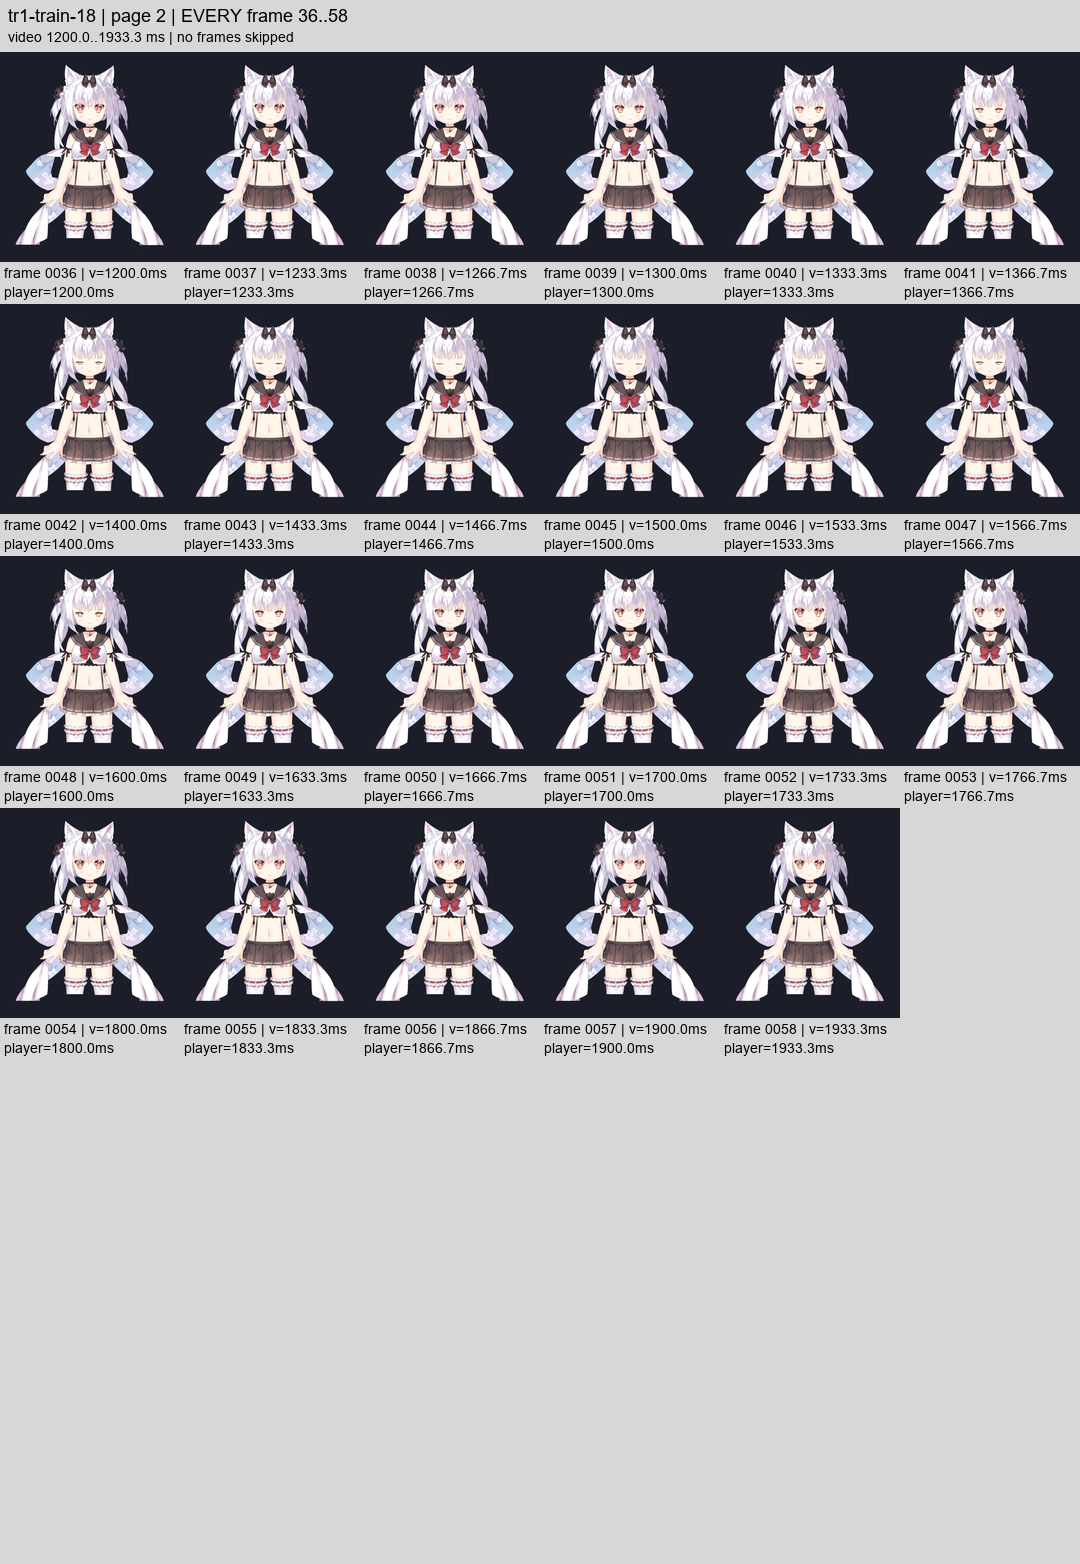 tr1-train-18 | page 2 | EVERY frame 36..58
video 1200.0..1933.3 ms | no frames skipped
frame 0036 | v=1200.0ms
player=1200.0ms
frame 0037 | v=1233.3ms
player=1233.3ms
frame 0038 | v=1266.7ms
player=1266.7ms
frame 0039 | v=1300.0ms
player=1300.0ms
frame 0040 | v=1333.3ms
player=1333.3ms
frame 0041 | v=1366.7ms
player=1366.7ms
frame 0042 | v=1400.0ms
player=1400.0ms
frame 0043 | v=1433.3ms
player=1433.3ms
frame 0044 | v=1466.7ms
player=1466.7ms
frame 0045 | v=1500.0ms
player=1500.0ms
frame 0046 | v=1533.3ms
player=1533.3ms
frame 0047 | v=1566.7ms
player=1566.7ms
frame 0048 | v=1600.0ms
player=1600.0ms
frame 0049 | v=1633.3ms
player=1633.3ms
frame 0050 | v=1666.7ms
player=1666.7ms
frame 0051 | v=1700.0ms
player=1700.0ms
frame 0052 | v=1733.3ms
player=1733.3ms
frame 0053 | v=1766.7ms
player=1766.7ms
frame 0054 | v=1800.0ms
player=1800.0ms
frame 0055 | v=1833.3ms
player=1833.3ms
frame 0056 | v=1866.7ms
player=1866.7ms
frame 0057 | v=1900.0ms
player=1900.0ms
frame 0058 | v=1933.3ms
player=1933.3ms